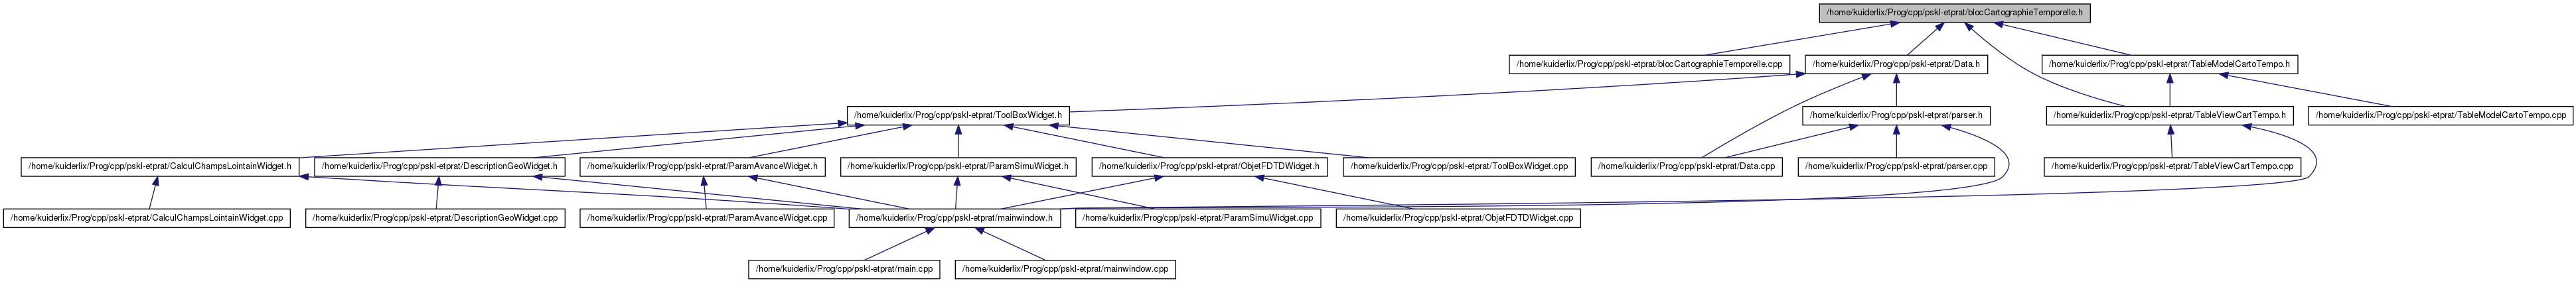 /home/kuiderlix/Prog/cpp/pskl-etprat/blocCartographieTemporelle.h
/home/kuiderlix/Prog/cpp/pskl-etprat/blocCartographieTemporelle.cpp
/home/kuiderlix/Prog/cpp/pskl-etprat/Data.h
/home/kuiderlix/Prog/cpp/pskl-etprat/TableModelCartoTempo.h
/home/kuiderlix/Prog/cpp/pskl-etprat/ToolBoxWidget.h
/home/kuiderlix/Prog/cpp/pskl-etprat/parser.h
/home/kuiderlix/Prog/cpp/pskl-etprat/TableViewCartTempo.h
/home/kuiderlix/Prog/cpp/pskl-etprat/TableModelCartoTempo.cpp
/home/kuiderlix/Prog/cpp/pskl-etprat/CalculChampsLointainWidget.h
/home/kuiderlix/Prog/cpp/pskl-etprat/DescriptionGeoWidget.h
/home/kuiderlix/Prog/cpp/pskl-etprat/ParamAvanceWidget.h
/home/kuiderlix/Prog/cpp/pskl-etprat/ParamSimuWidget.h
/home/kuiderlix/Prog/cpp/pskl-etprat/ObjetFDTDWidget.h
/home/kuiderlix/Prog/cpp/pskl-etprat/ToolBoxWidget.cpp
/home/kuiderlix/Prog/cpp/pskl-etprat/Data.cpp
/home/kuiderlix/Prog/cpp/pskl-etprat/parser.cpp
/home/kuiderlix/Prog/cpp/pskl-etprat/TableViewCartTempo.cpp
/home/kuiderlix/Prog/cpp/pskl-etprat/CalculChampsLointainWidget.cpp
/home/kuiderlix/Prog/cpp/pskl-etprat/DescriptionGeoWidget.cpp
/home/kuiderlix/Prog/cpp/pskl-etprat/ParamAvanceWidget.cpp
/home/kuiderlix/Prog/cpp/pskl-etprat/mainwindow.h
/home/kuiderlix/Prog/cpp/pskl-etprat/ParamSimuWidget.cpp
/home/kuiderlix/Prog/cpp/pskl-etprat/ObjetFDTDWidget.cpp
/home/kuiderlix/Prog/cpp/pskl-etprat/main.cpp
/home/kuiderlix/Prog/cpp/pskl-etprat/mainwindow.cpp